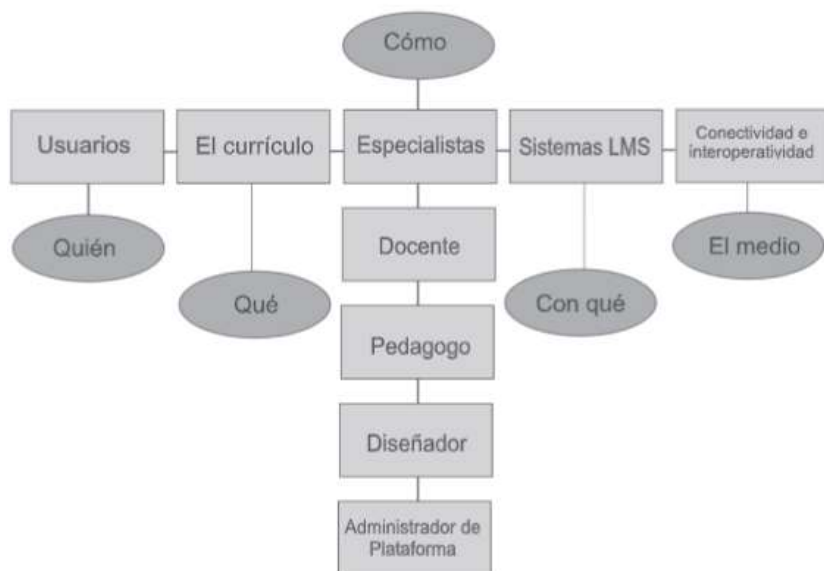 Cómo
Usuarios
El currículo
Especialistas
Sistemas LMS
Conectividad e
interoperatividad
Quién
Qué
Docente
Con qué
El medio
Pedagogo
Diseñador
Administrador de
Plataforma